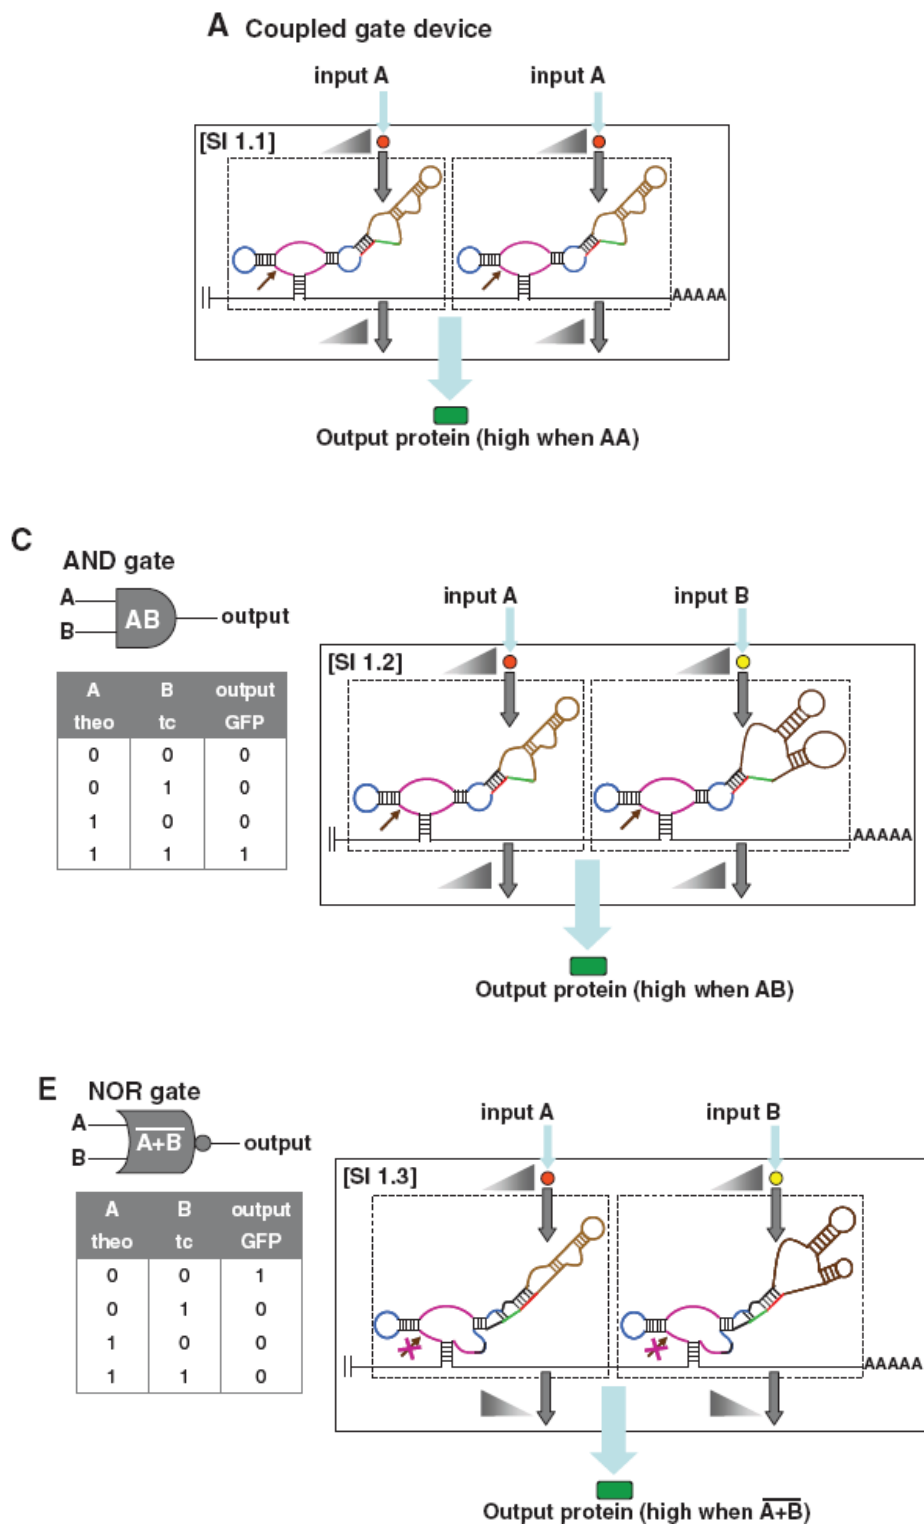 A Coupled gate device
input A input A
[SI 1.1]
AAAAA
Output protein (high when AA)
C
AND gate
A
B
AB
output
A B output
theo tc GFP
0 0 0
0 1 0
1 0 0
1 1 1
input A input B
[SI 1.2]
AAAAA
Output protein (high when AB)
E NOR gate
A
B
A+B
output
A B output
theo tc GFP
0 0 1
0 1 0
1 0 0
1 1 0
input A input B
[SI 1.3]
AAAAA
Output protein (high when A+B)